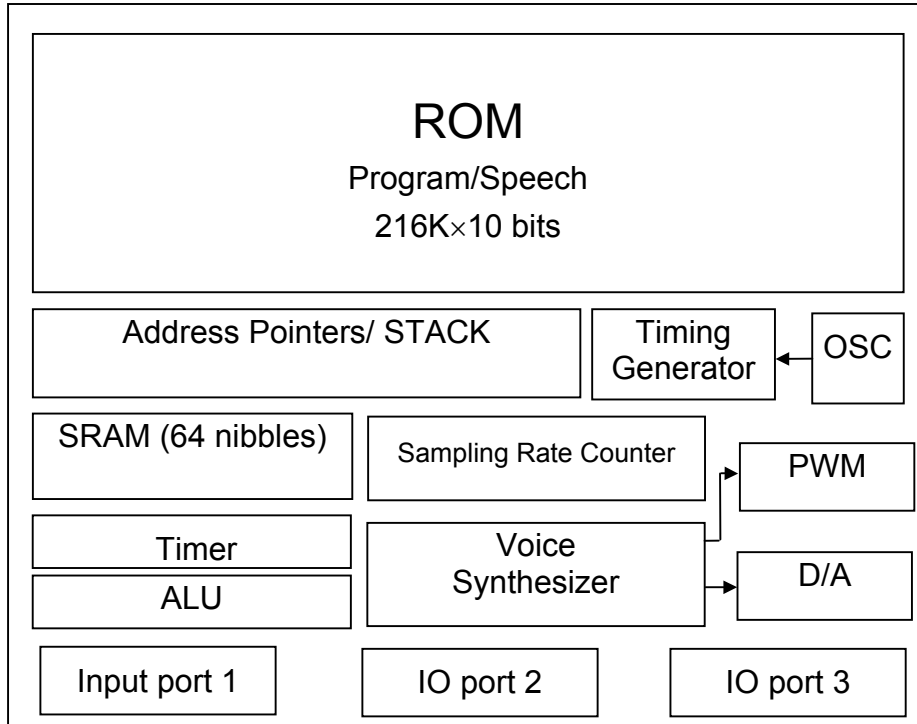 ROM
Program/Speech
216K×10 bits
Address Pointers/ STACK
Timing
Generator
OSC
SRAM (64 nibbles)
Sampling Rate Counter
PWM
Timer
Voice
Synthesizer
D/A
ALU
Input port 1
IO port 2
IO port 3